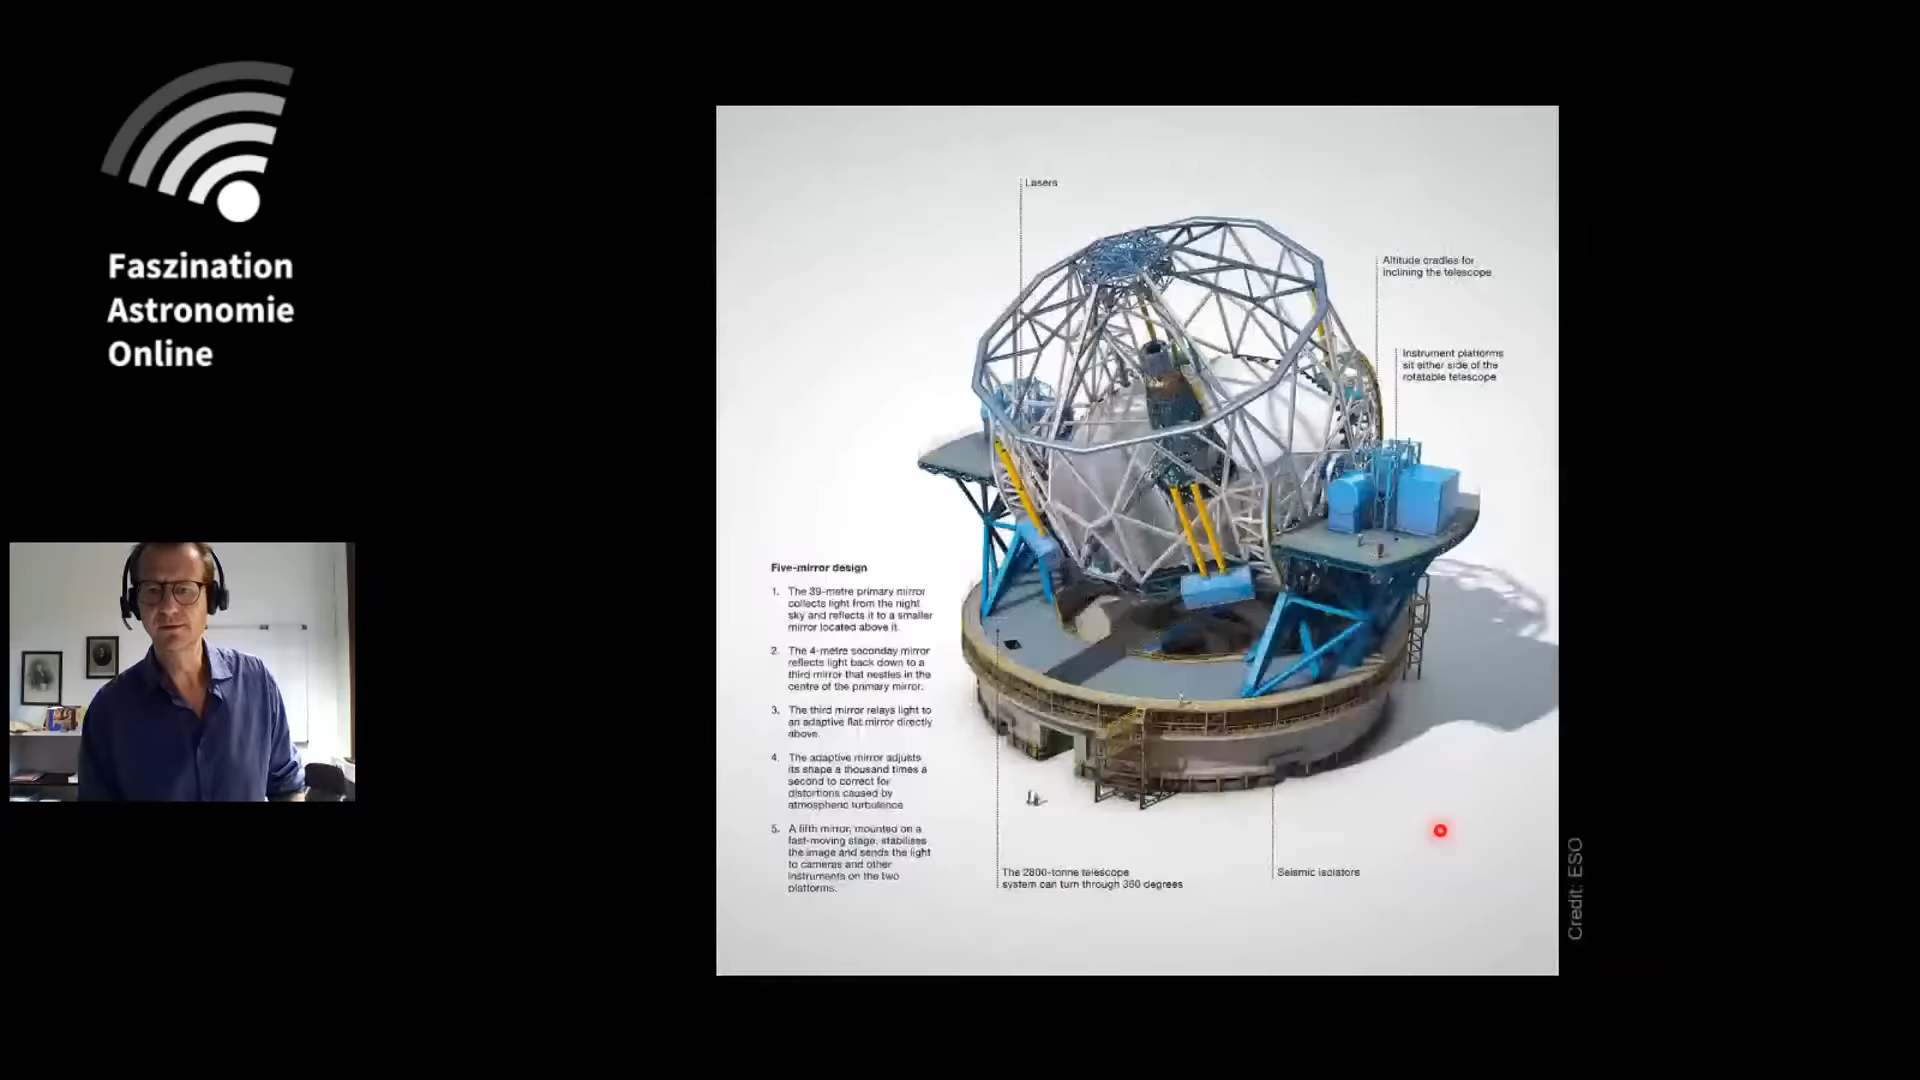 Faszination
Astronomie
Online
Lasers
Altitude cradles for
inclining the telescope
Instrument platforms
sit either side of the
rotatable telescope
Five-mirror design
1. The 39-metre primary mirror
collects light from the night
sky and reflects it to a smaller
mirror located above it.
2. The 4-metre seconday mirror
reflects light back down to a
third mirror that nestles in the
centre of the primary mirror.
3. The third mirror relays light to
an adaptive flat mirror directly
above.
4. The adaptive mirror adjusts
its shape a thousand times a
second to correct for
distortions caused by
atmospheric turbulence
5. A fifth mirror, mounted on a
fast-moving stage, stabilises
the image and sends the light
to cameras and other
instruments on the two
platforms.
The 2800-tonne telescope
system can turn through 360 degrees
Seismic isolators
Credit: ESO